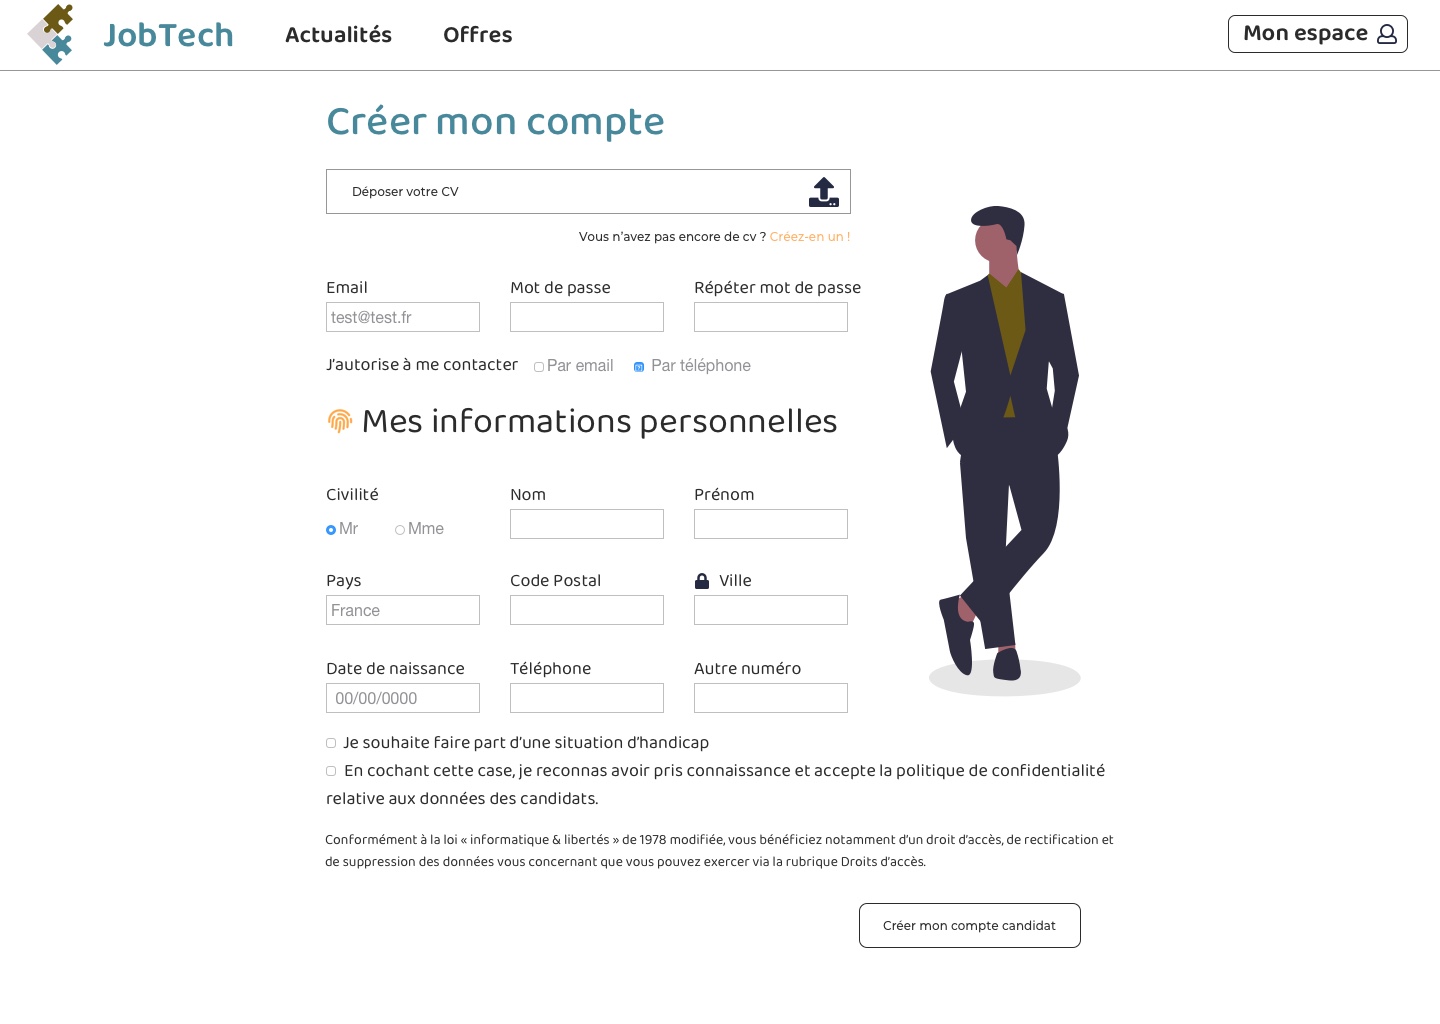 JobTech
Actualités
Offres
Mon espace
Créer mon compte
Déposer votre CV
Vous n'avez pas encore de cv ? Créez-en un !
Email
Mot de passe
Répéter mot de passe
test@test.fr
J'autorise à me contacter
Par email
Par téléphone
Mes informations personnelles
Civilité
Nom
Prénom
Mr
Mme
Pays
Code Postal
Ville
France
Date de naissance
Téléphone
Autre numéro
00/00/0000
Je souhaite faire part d'une situation d'handicap
En cochant cette case, je reconnas avoir pris connaissance et accepte la politique de confidentialité
relative aux données des candidats.
Conformément à la loi « informatique & libertés » de 1978 modifiée, vous bénéficiez notamment d'un droit d'accès, de rectification et
de suppression des données vous concernant que vous pouvez exercer via la rubrique Droits d'accès.
Créer mon compte candidat